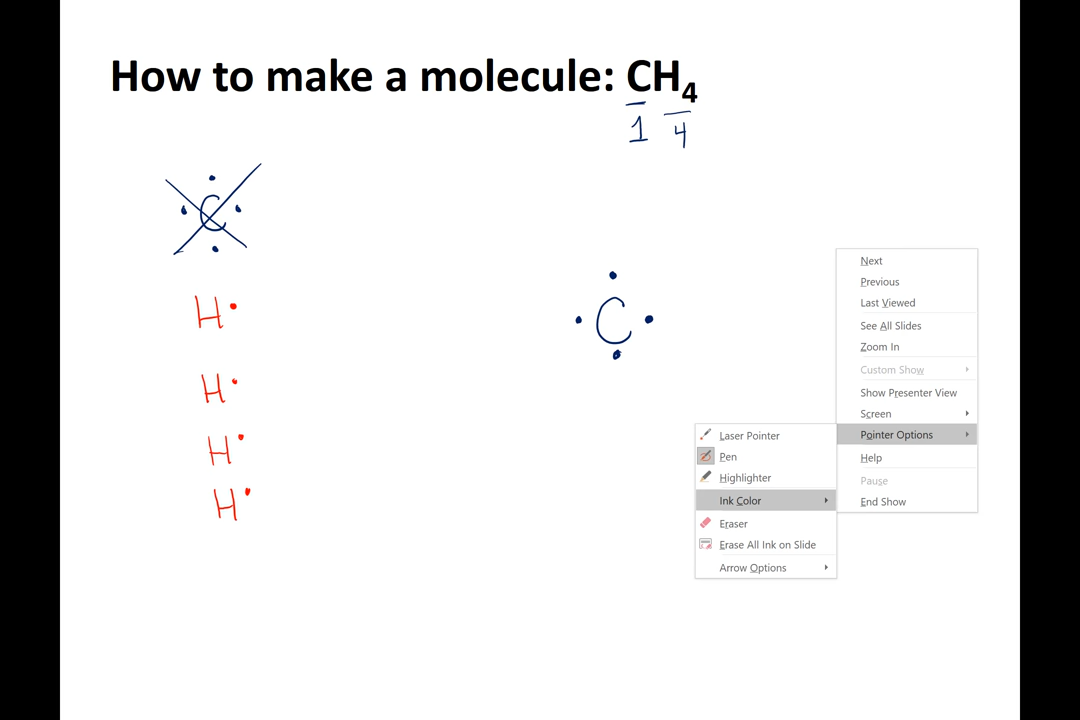 How to make a molecule: CH₄
1 4
C
H
H
H
H
C
Next
Previous
Last Viewed
See All Slides
Zoom In
Custom Show
Show Presenter View
Screen
Pointer Options
Help
Pause
End Show
Laser Pointer
Pen
Highlighter
Ink Color
Eraser
Erase All Ink on Slide
Arrow Options